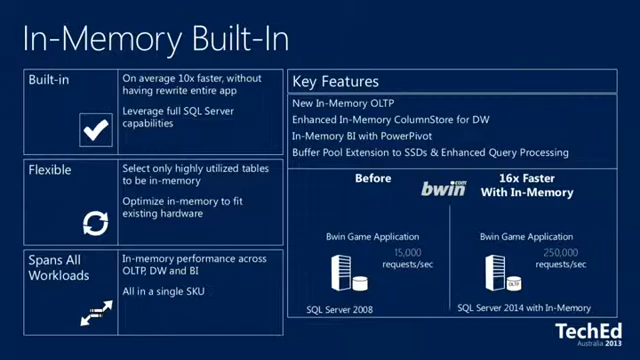 In-Memory Built-In
Built-in
On average 10x faster, without
having rewrite entire app
Leverage full SQL Server
capabilities
Flexible
Select only highly utilized tables
to be in-memory
Optimize in-memory to fit
existing hardware
Spans All
Workloads
In-memory performance across
OLTP, DW and BI
All in a single SKU
Key Features
New In-Memory OLTP
Enhanced In-Memory ColumnStore for DW
In-Memory BI with PowerPivot
Buffer Pool Extension to SSDs & Enhanced Query Processing
Before
bwin.com
16x Faster
With In-Memory
Bwin Game Application
15,000
requests/sec
SQL Server 2008
Bwin Game Application
250,000
requests/sec
OLTP
SQL Server 2014 with In-Memory
TechEd
Australia 2013